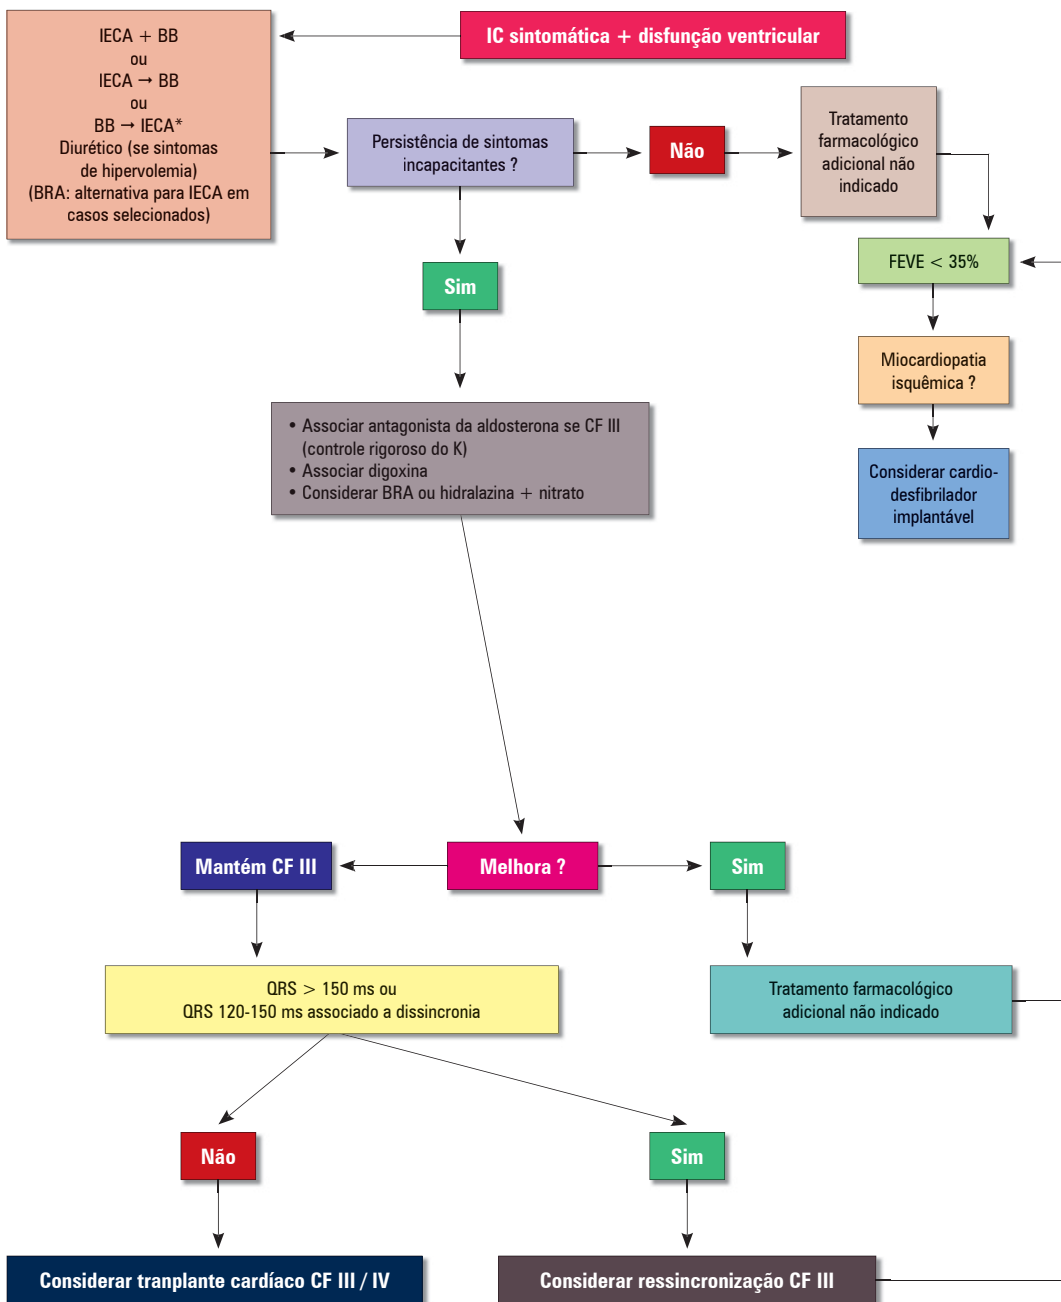 IC sintomática + disfunção ventricular
IECA + BB
ou
IECA → BB
ou
BB → IECA*
Diurético (se sintomas
de hipervolemia)
(BRA: alternativa para IECA em
casos selecionados)
Persistência de sintomas
incapacitantes ?
Não
Tratamento
farmacológico
adicional não
indicado
FEVE < 35%
Miocardiopatia
isquêmica ?
Considerar cardio-
desfibrilador
implantável
Sim
• Associar antagonista da aldosterona se CF III
(controle rigoroso do K)
• Associar digoxina
• Considerar BRA ou hidralazina + nitrato
Mantém CF III
Melhora ?
Sim
QRS > 150 ms ou
QRS 120-150 ms associado a dissincronia
Tratamento farmacológico
adicional não indicado
Não
Sim
Considerar tranplante cardíaco CF III / IV
Considerar ressincronização CF III